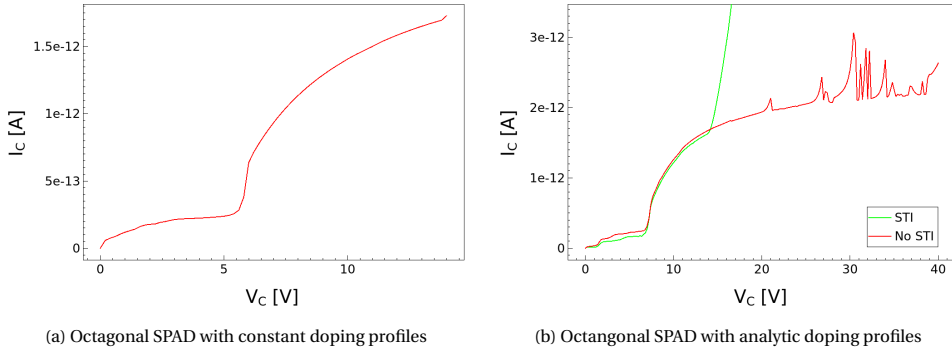 1.5e-12
1e-12
5e-13
0
I_C [A]
0
5
10
V_C [V]
(a) Octagonal SPAD with constant doping profiles
3e-12
2e-12
1e-12
0
I_C [A]
STI
No STI
0
10
20
30
40
V_C [V]
(b) Octangonal SPAD with analytic doping profiles